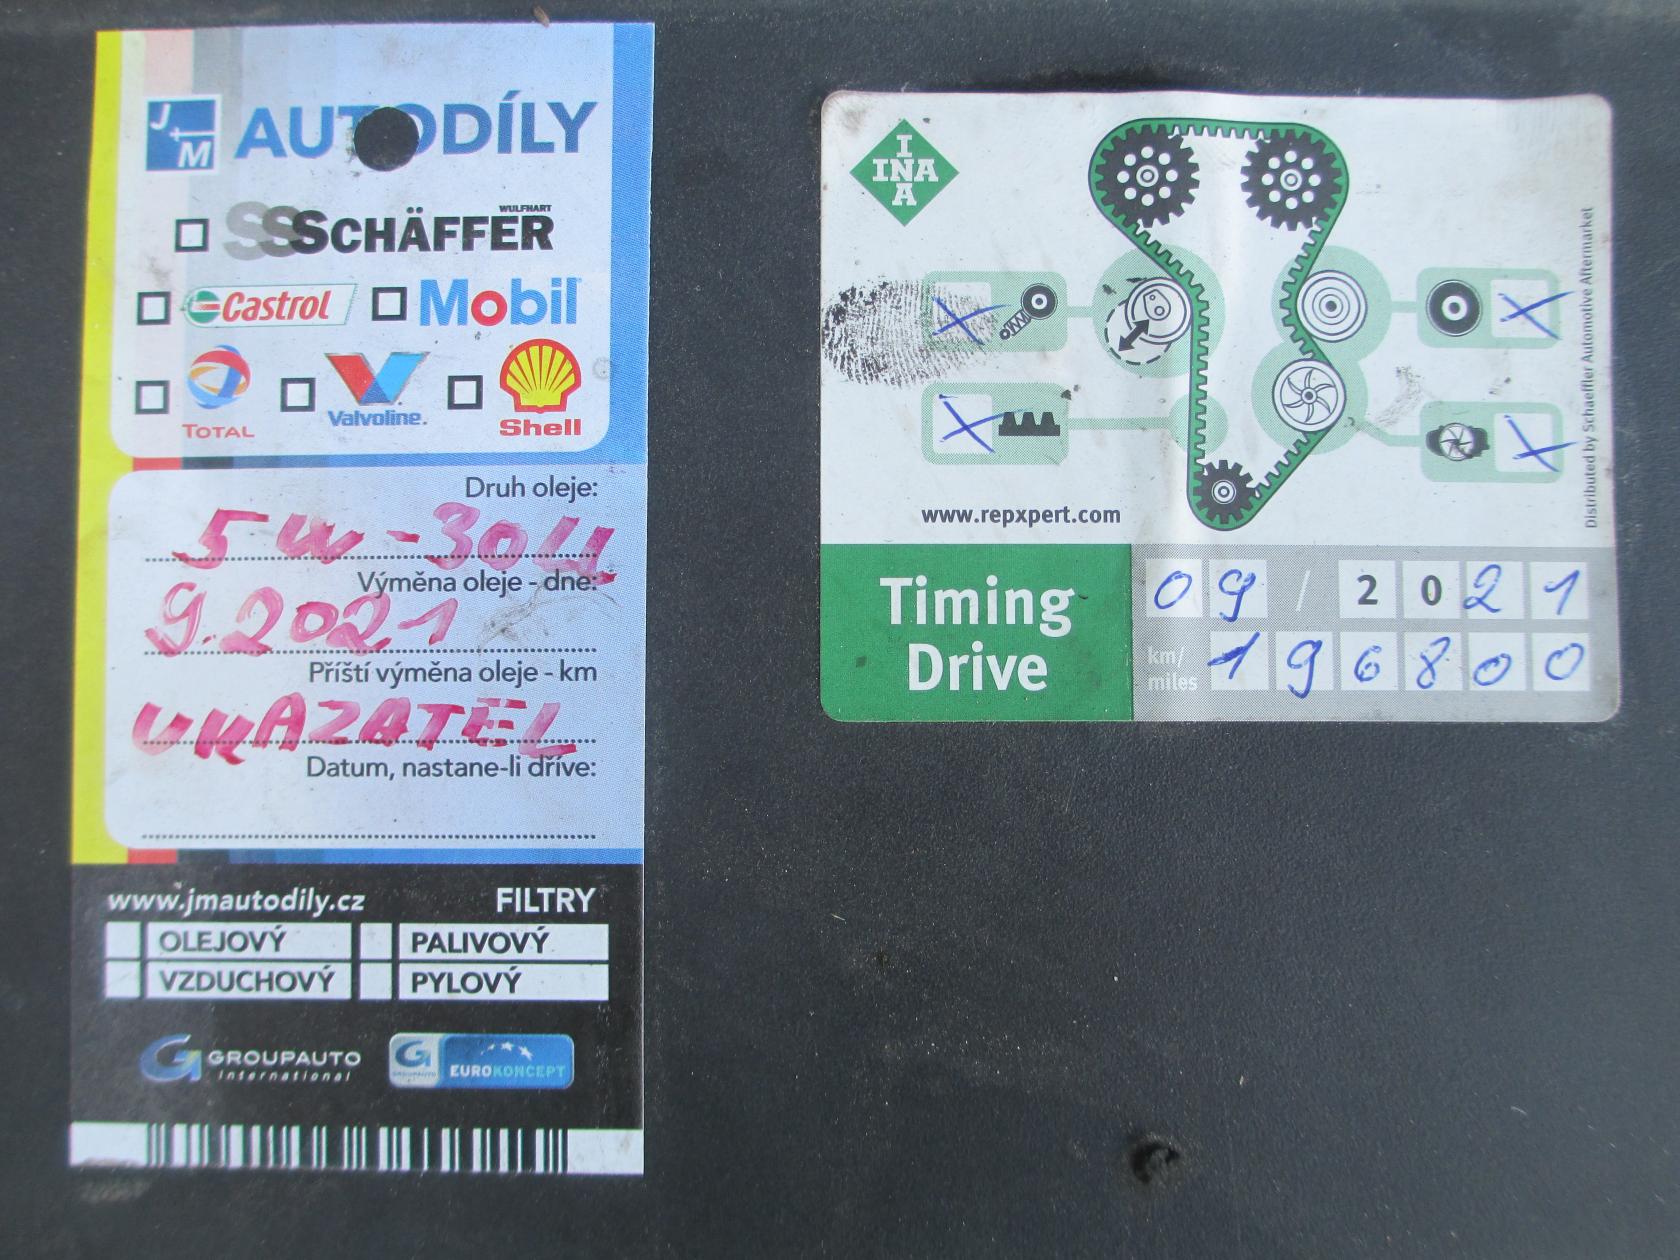 J+M AUTODÍLY
WULFHART
SCHÄFFER
Castrol Mobil
TOTAL Valvoline. Shell
Druh oleje:
5W-30LL
Výměna oleje - dne:
9.2021
Příští výměna oleje - km
UKAZATEL
Datum, nastane-li dříve:
www.jmautodily.cz FILTRY
OLEJOVÝ PALIVOVÝ
VZDUCHOVÝ PYLOVÝ
GROUPAUTO
International
GROUPAUTO EUROKONCEPT
INA
INA
www.repxpert.com
Distributed by Schaeffler Automotive Aftermarket
Timing
Drive
09 / 2021
km/
miles
196800